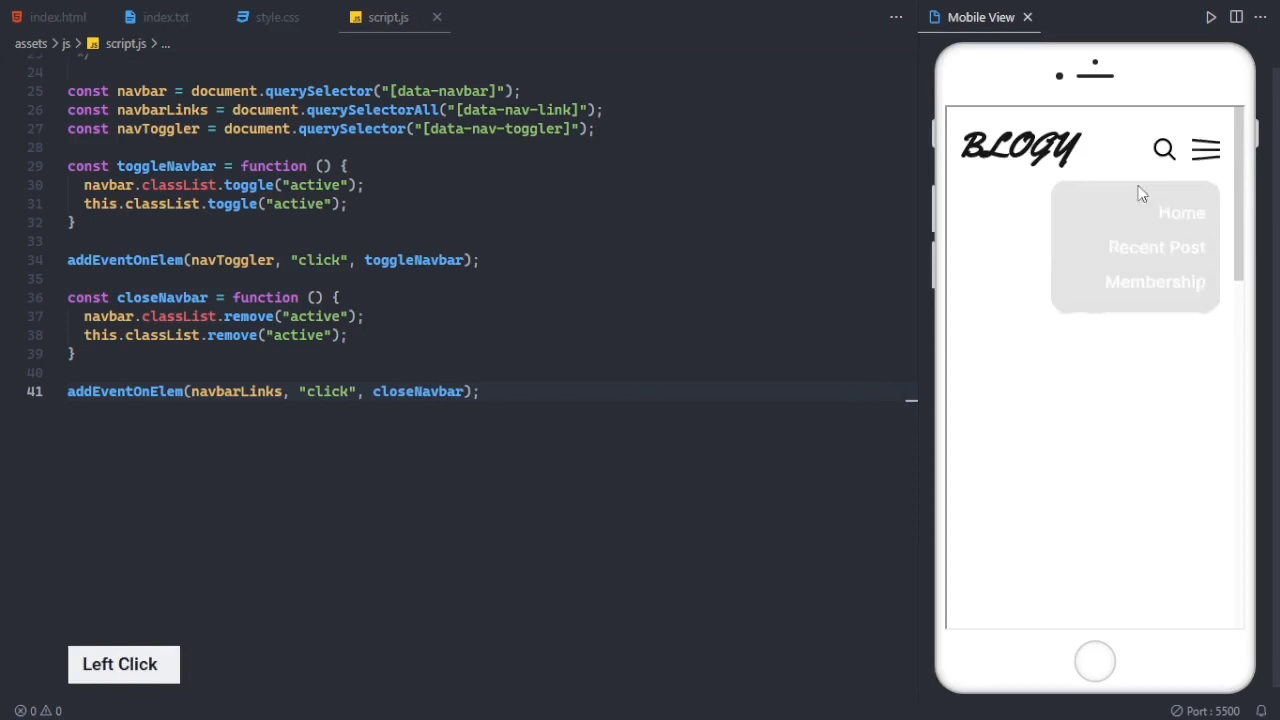 index.html
index.txt
style.css
script.js
Mobile View
assets > js > script.js > ...
24
25 const navbar = document.querySelector("[data-navbar]");
26 const navbarLinks = document.querySelectorAll("[data-nav-link]");
27 const navToggler = document.querySelector("[data-nav-toggler]");
28
29 const toggleNavbar = function () {
30 navbar.classList.toggle("active");
31 this.classList.toggle("active");
32 }
33
34 addEventOnElem(navToggler, "click", toggleNavbar);
35
36 const closeNavbar = function () {
37 navbar.classList.remove("active");
38 this.classList.remove("active");
39 }
40
41 addEventOnElem(navbarLinks, "click", closeNavbar);
BLOGY
Home
Recent Post
Membership
Left Click
0 0
Port : 5500